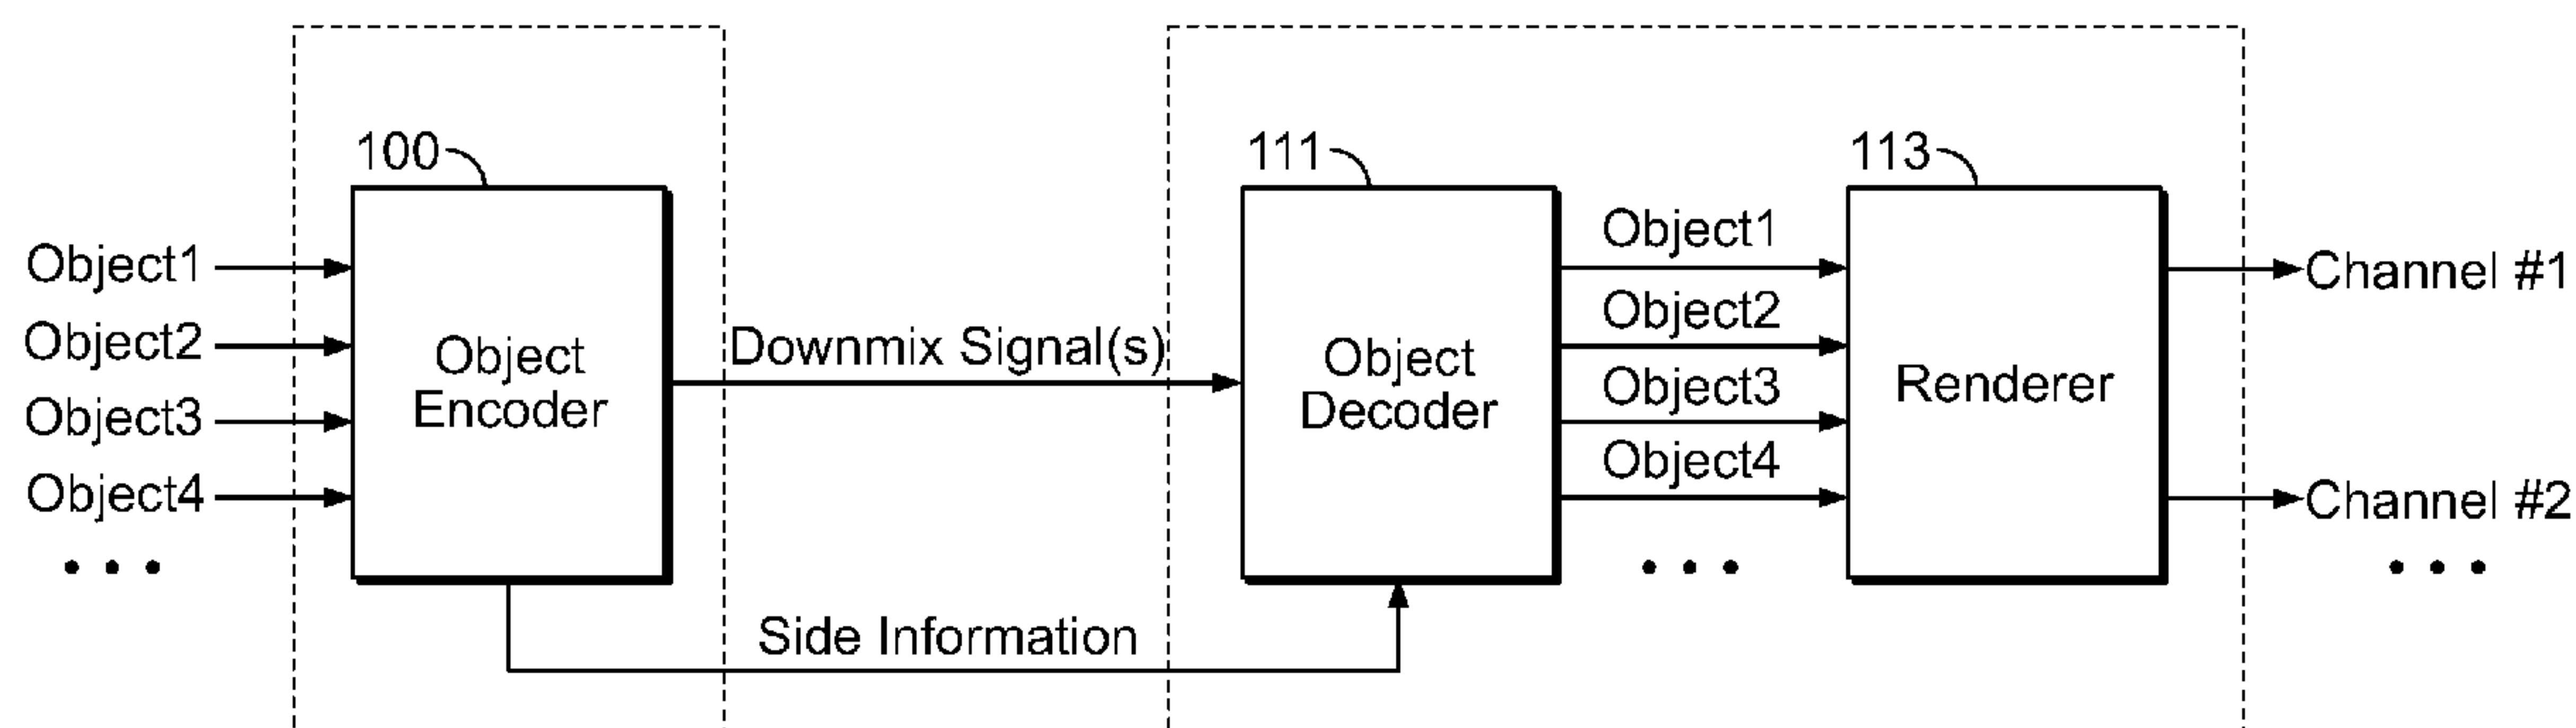 100
111
113
Object1
Object2
Object3
Object4
• • •
Object
Encoder
Downmix Signal(s)
Side Information
Object
Decoder
Object1
Object2
Object3
Object4
• • •
Renderer
Channel #1
Channel #2
• • •